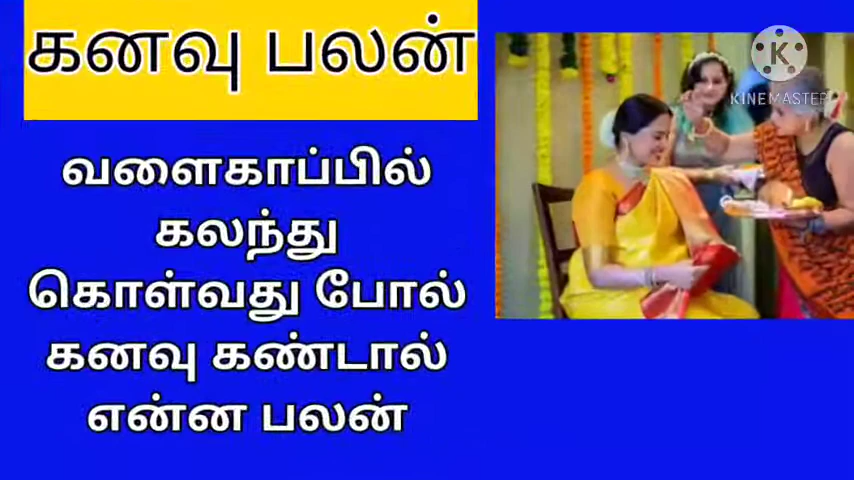 கனவு பலன்
வளைகாப்பில்
கலந்து
கொள்வது போல்
கனவு கண்டால்
என்ன பலன்
K
KINEMASTER